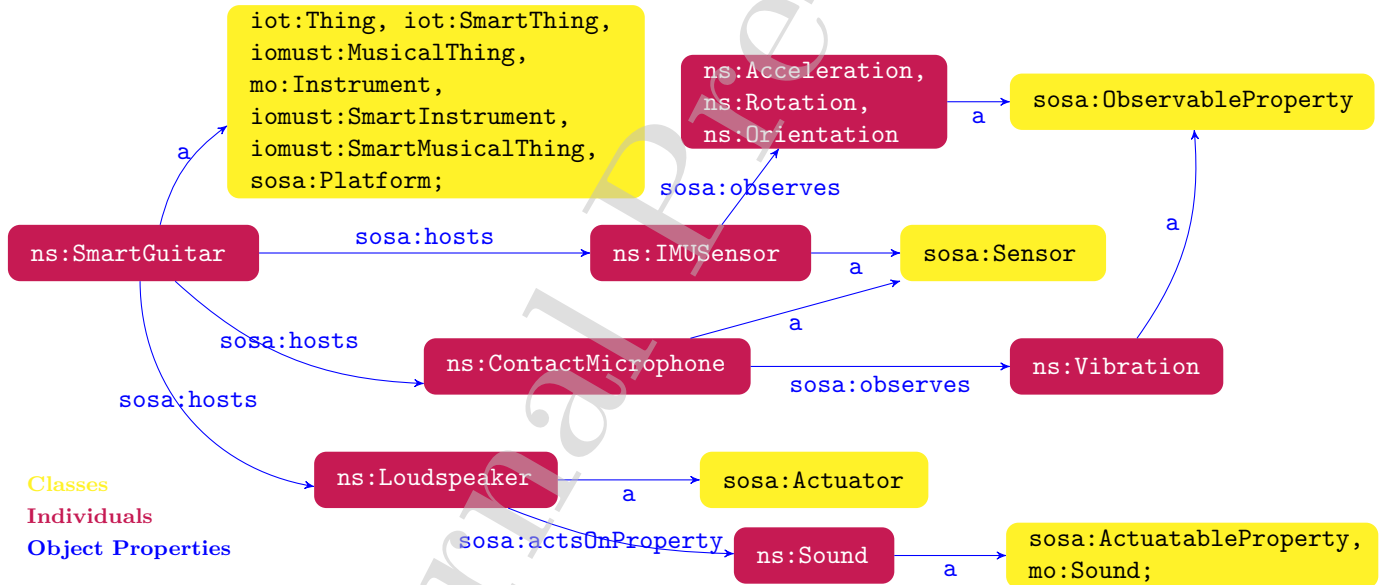 iot:Thing, iot:SmartThing,
iomust:MusicalThing,
mo:Instrument,
iomust:SmartInstrument,
iomust:SmartMusicalThing,
sosa:Platform;
ns:Acceleration,
ns:Rotation,
ns:Orientation
a
sosa:ObservableProperty
a
sosa:observes
ns:SmartGuitar
sosa:hosts
ns:IMUSensor
a
sosa:Sensor
a
sosa:hosts
a
ns:ContactMicrophone
sosa:observes
ns:Vibration
sosa:hosts
ns:Loudspeaker
a
sosa:Actuator
sosa:actsOnProperty
ns:Sound
a
sosa:ActuatableProperty,
mo:Sound;
Classes
Individuals
Object Properties